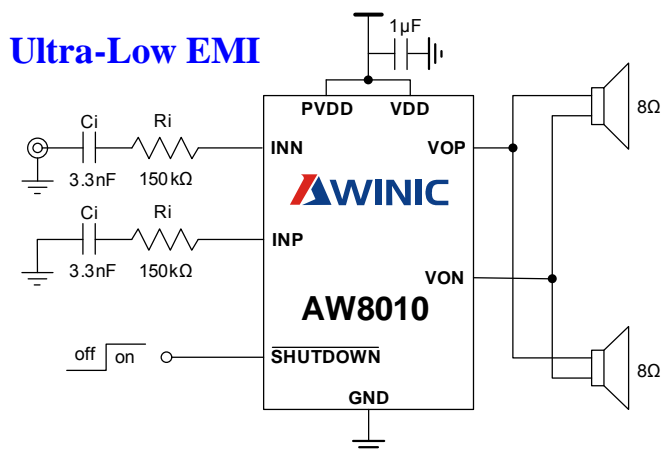 Ultra-Low EMI
1µF
PVDD VDD
Ci Ri
INN VOP
8Ω
3.3nF 150kΩ
AWINIC
Ci Ri
INP
3.3nF 150kΩ
VON
AW8010
off on
SHUTDOWN
8Ω
GND